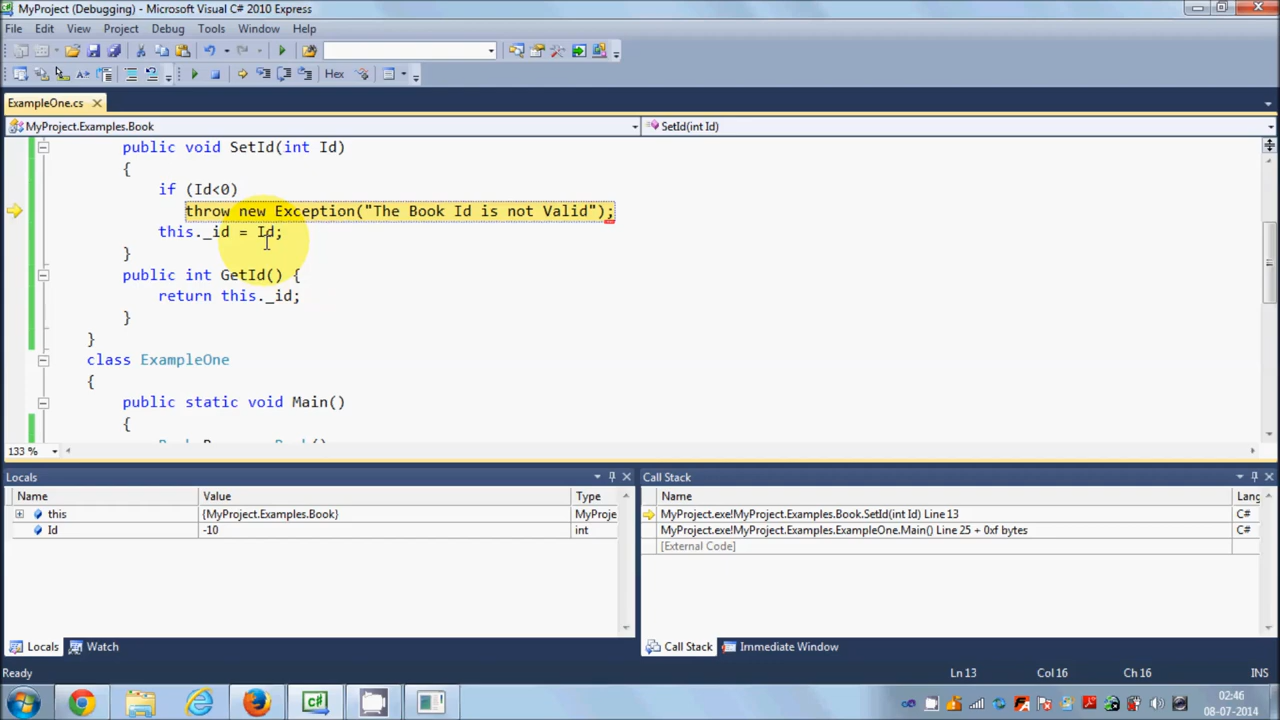 MyProject (Debugging) - Microsoft Visual C# 2010 Express
File Edit View Project Debug Tools Window Help
Hex
ExampleOne.cs
MyProject.Examples.Book SetId(int Id)
public void SetId(int Id)
{
if (Id<0)
throw new Exception("The Book Id is not Valid");
this._id = Id;
}
public int GetId() {
return this._id;
}
}
class ExampleOne
{
public static void Main()
{
133 %
Locals
Name Value Type
this {MyProject.Examples.Book} MyProje
Id -10 int
Locals Watch
Call Stack
Name Lang
MyProject.exe!MyProject.Examples.Book.SetId(int Id) Line 13 C#
MyProject.exe!MyProject.Examples.ExampleOne.Main() Line 25 + 0xf bytes C#
[External Code]
Call Stack Immediate Window
Ready Ln 13 Col 16 Ch 16 INS
02:46
08-07-2014